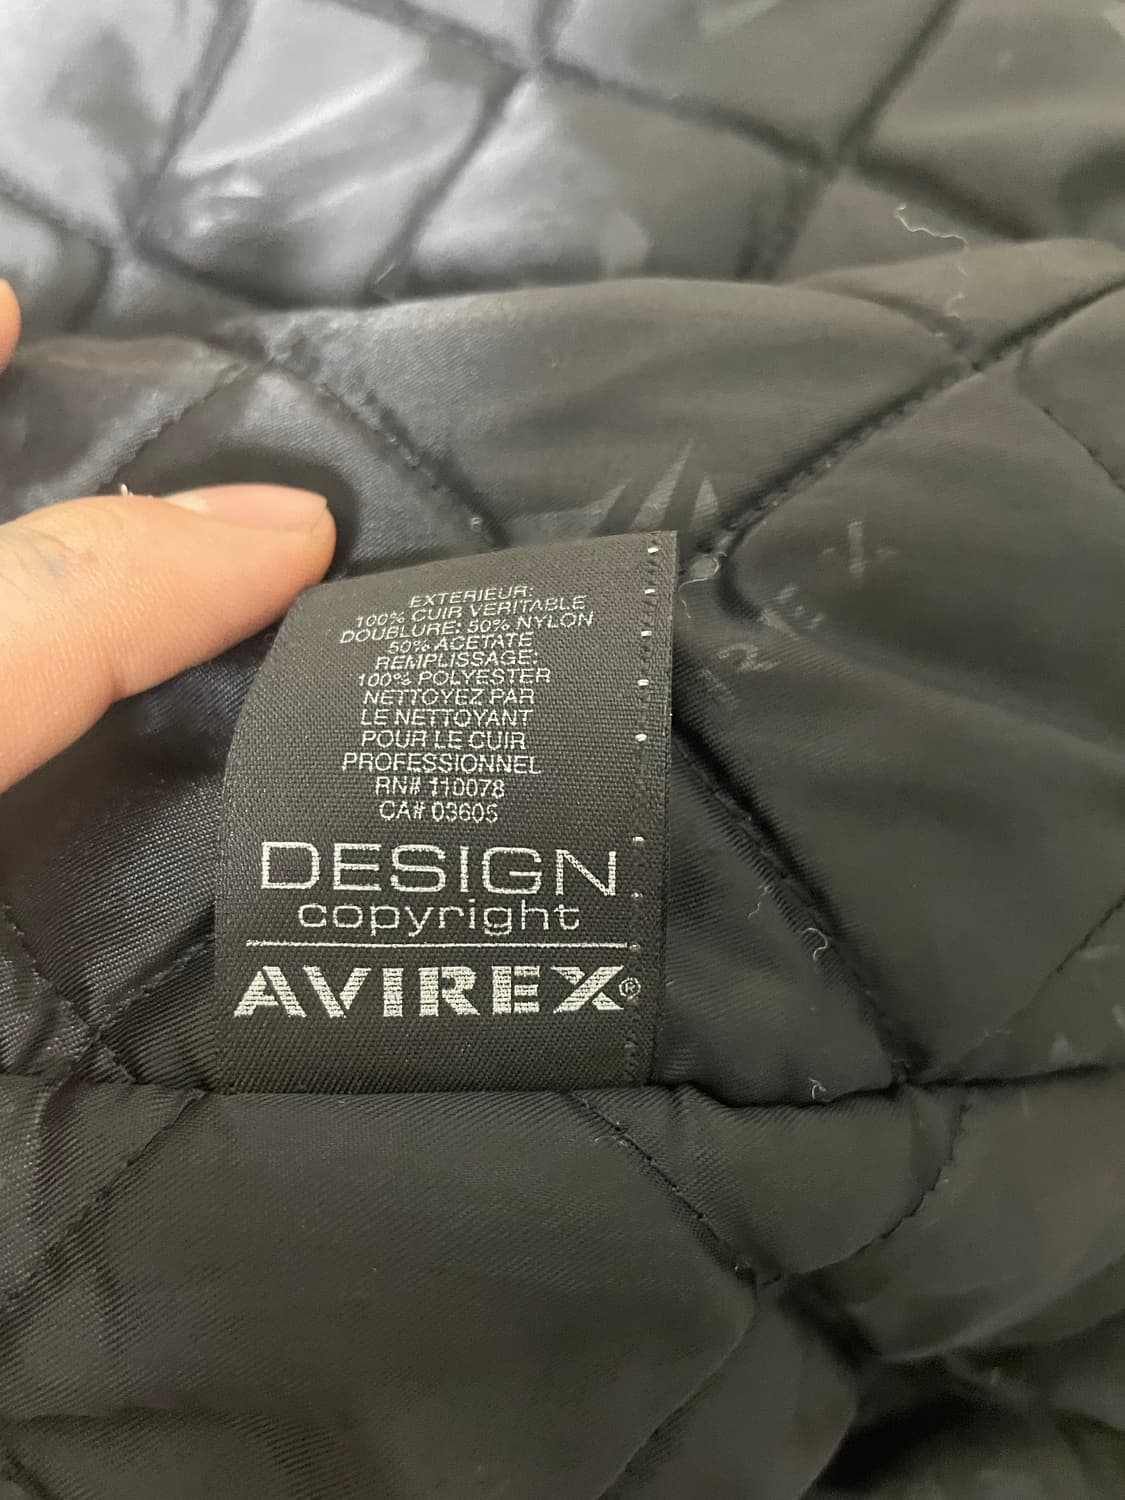 EXTERIEUR:
100% CUIR VERITABLE
DOUBLURE: 50% NYLON
50% ACETATE
REMPLISSAGE:
100% POLYESTER
NETTOYEZ PAR
LE NETTOYANT
POUR LE CUIR
PROFESSIONNEL
RN# 110078
CA# 03605
DESIGN
copyright
AVIREX®